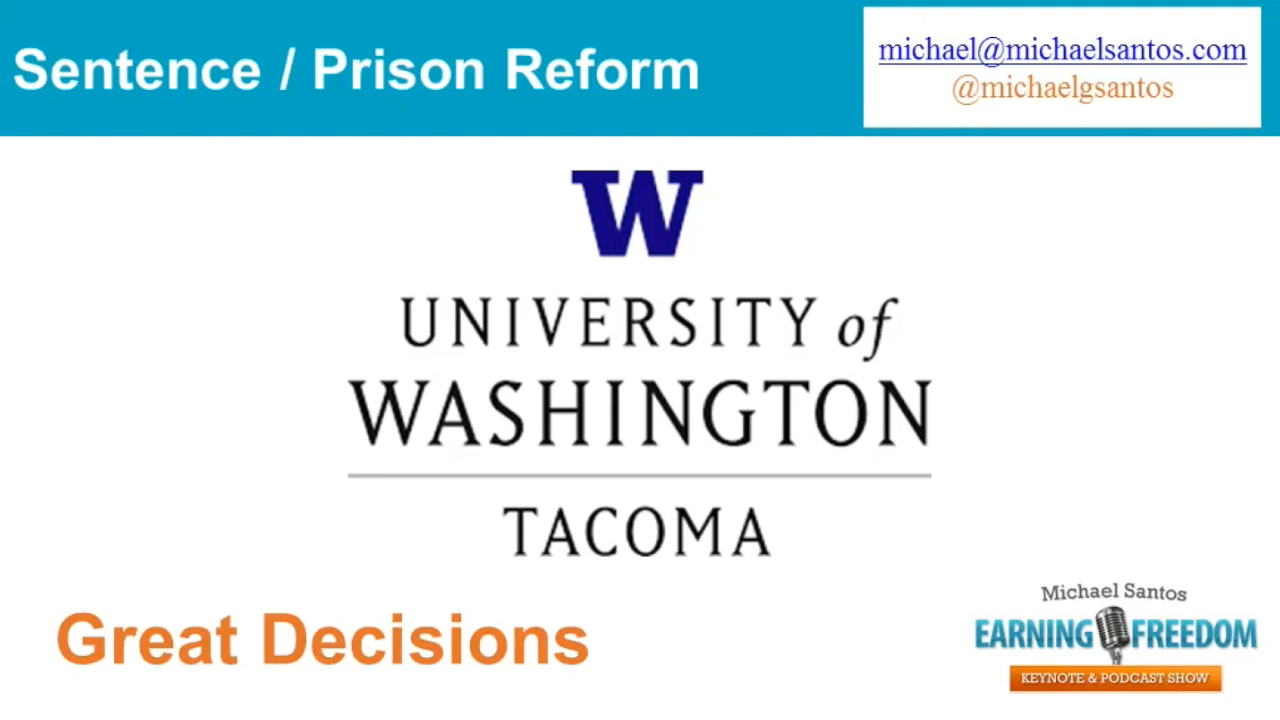 Sentence / Prison Reform
michael@michaelsantos.com
@michaelgsantos
W
UNIVERSITY of
WASHINGTON
TACOMA
Great Decisions
Michael Santos
EARNING FREEDOM
KEYNOTE & PODCAST SHOW